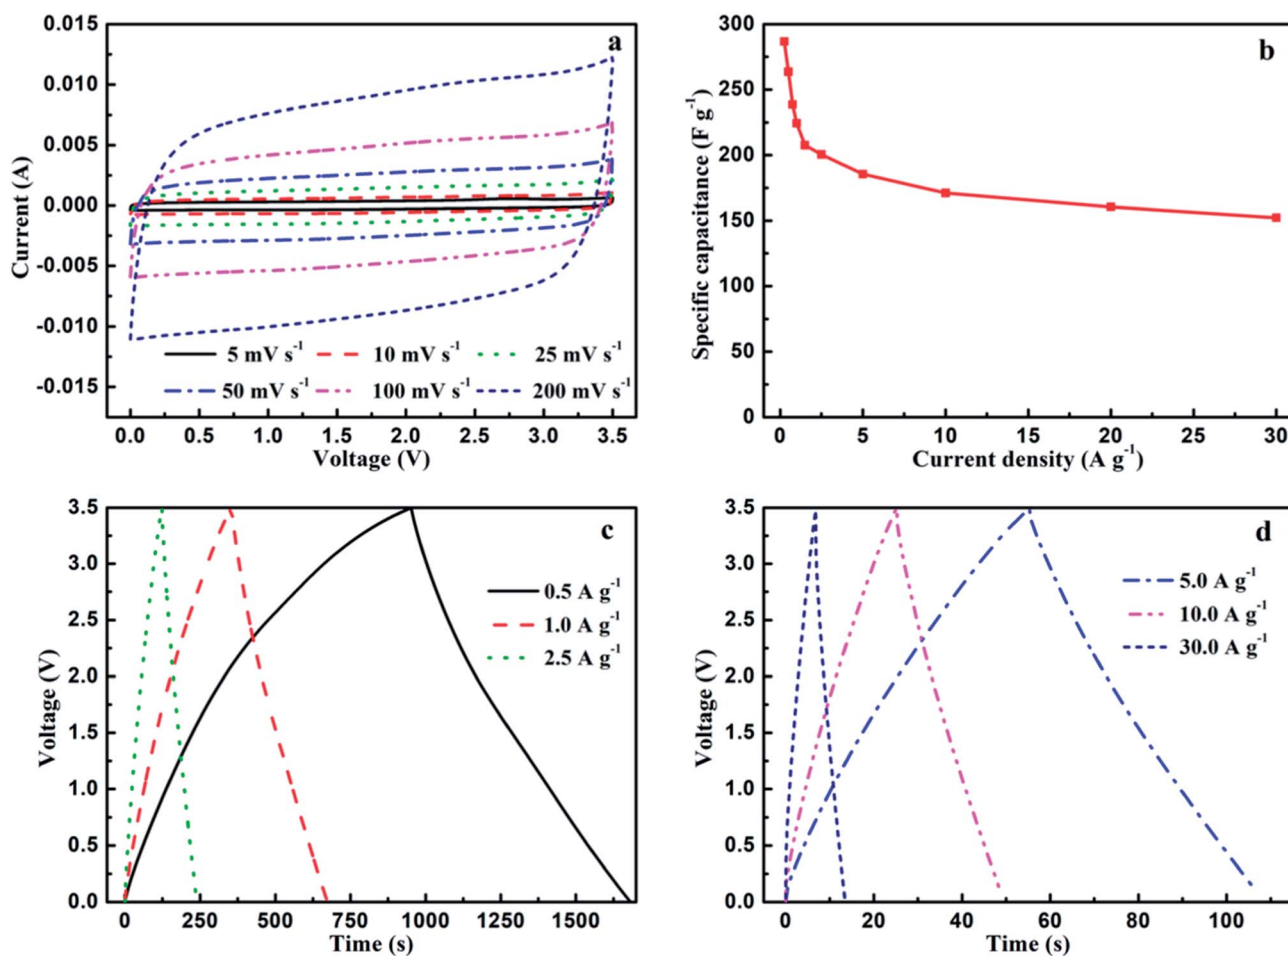 a
Current (A)
0.015
0.010
0.005
0.000
-0.005
-0.010
-0.015
5 mV s⁻¹
10 mV s⁻¹
25 mV s⁻¹
50 mV s⁻¹
100 mV s⁻¹
200 mV s⁻¹
0.0 0.5 1.0 1.5 2.0 2.5 3.0 3.5
Voltage (V)
b
Specific capacitance (F g⁻¹)
300
250
200
150
100
50
0
0 5 10 15 20 25 30
Current density (A g⁻¹)
c
Voltage (V)
3.5
3.0
2.5
2.0
1.5
1.0
0.5
0.0
0.5 A g⁻¹
1.0 A g⁻¹
2.5 A g⁻¹
0 250 500 750 1000 1250 1500
Time (s)
d
Voltage (V)
3.5
3.0
2.5
2.0
1.5
1.0
0.5
0.0
5.0 A g⁻¹
10.0 A g⁻¹
30.0 A g⁻¹
0 20 40 60 80 100
Time (s)